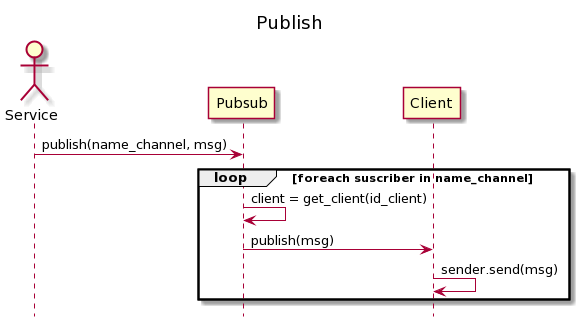 Publish
Service
Pubsub
Client
publish(name_channel, msg)
loop [foreach suscriber in name_channel]
client = get_client(id_client)
publish(msg)
sender.send(msg)